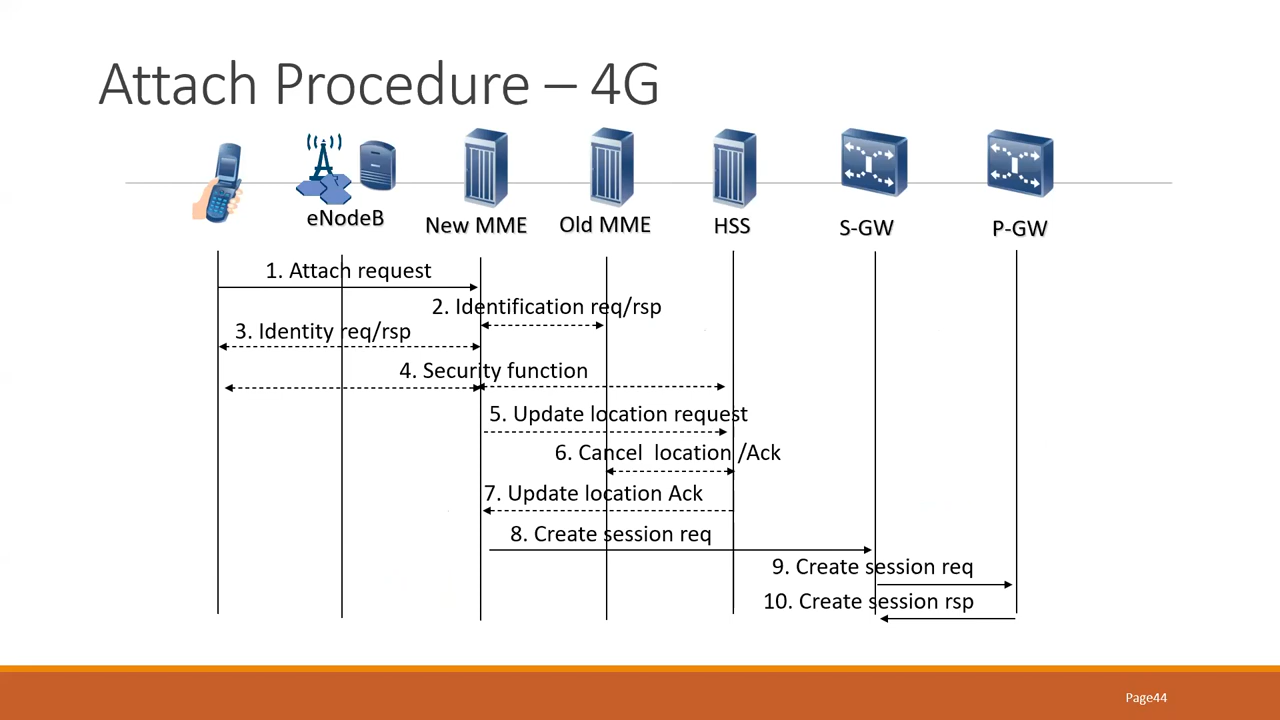 Attach Procedure – 4G
eNodeB
New MME
Old MME
HSS
S-GW
P-GW
1. Attach request
2. Identification req/rsp
3. Identity req/rsp
4. Security function
5. Update location request
6. Cancel location /Ack
7. Update location Ack
8. Create session req
9. Create session req
10. Create session rsp
Page44